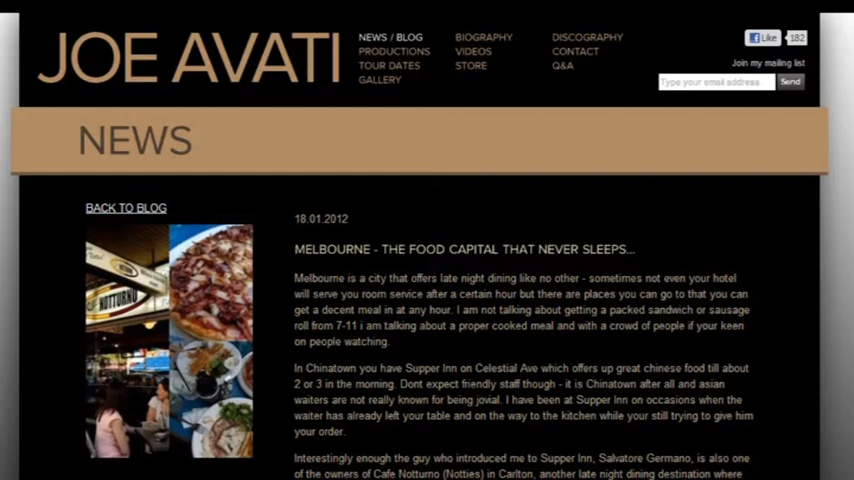 JOE AVATI
NEWS / BLOG
PRODUCTIONS
TOUR DATES
GALLERY
BIOGRAPHY
VIDEOS
STORE
DISCOGRAPHY
CONTACT
Q&A
Like 182
Join my mailing list
Type your email address Send
NEWS
BACK TO BLOG
NOTTURNO
18.01.2012
MELBOURNE - THE FOOD CAPITAL THAT NEVER SLEEPS...
Melbourne is a city that offers late night dining like no other - sometimes not even your hotel
will serve you room service after a certain hour but there are places you can go to that you can
get a decent meal in at any hour. I am not talking about getting a packed sandwich or sausage
roll from 7-11 i am talking about a proper cooked meal and with a crowd of people if your keen
on people watching.
In Chinatown you have Supper Inn on Celestial Ave which offers up great chinese food till about
2 or 3 in the morning. Dont expect friendly staff though - it is Chinatown after all and asian
waiters are not really known for being jovial. I have been at Supper Inn on occasions when the
waiter has already left your table and on the way to the kitchen while your still trying to give him
your order.
Interestingly enough the guy who introduced me to Supper Inn, Salvatore Germano, is also one
of the owners of Cafe Notturno (Notties) in Carlton, another late night dining destination where